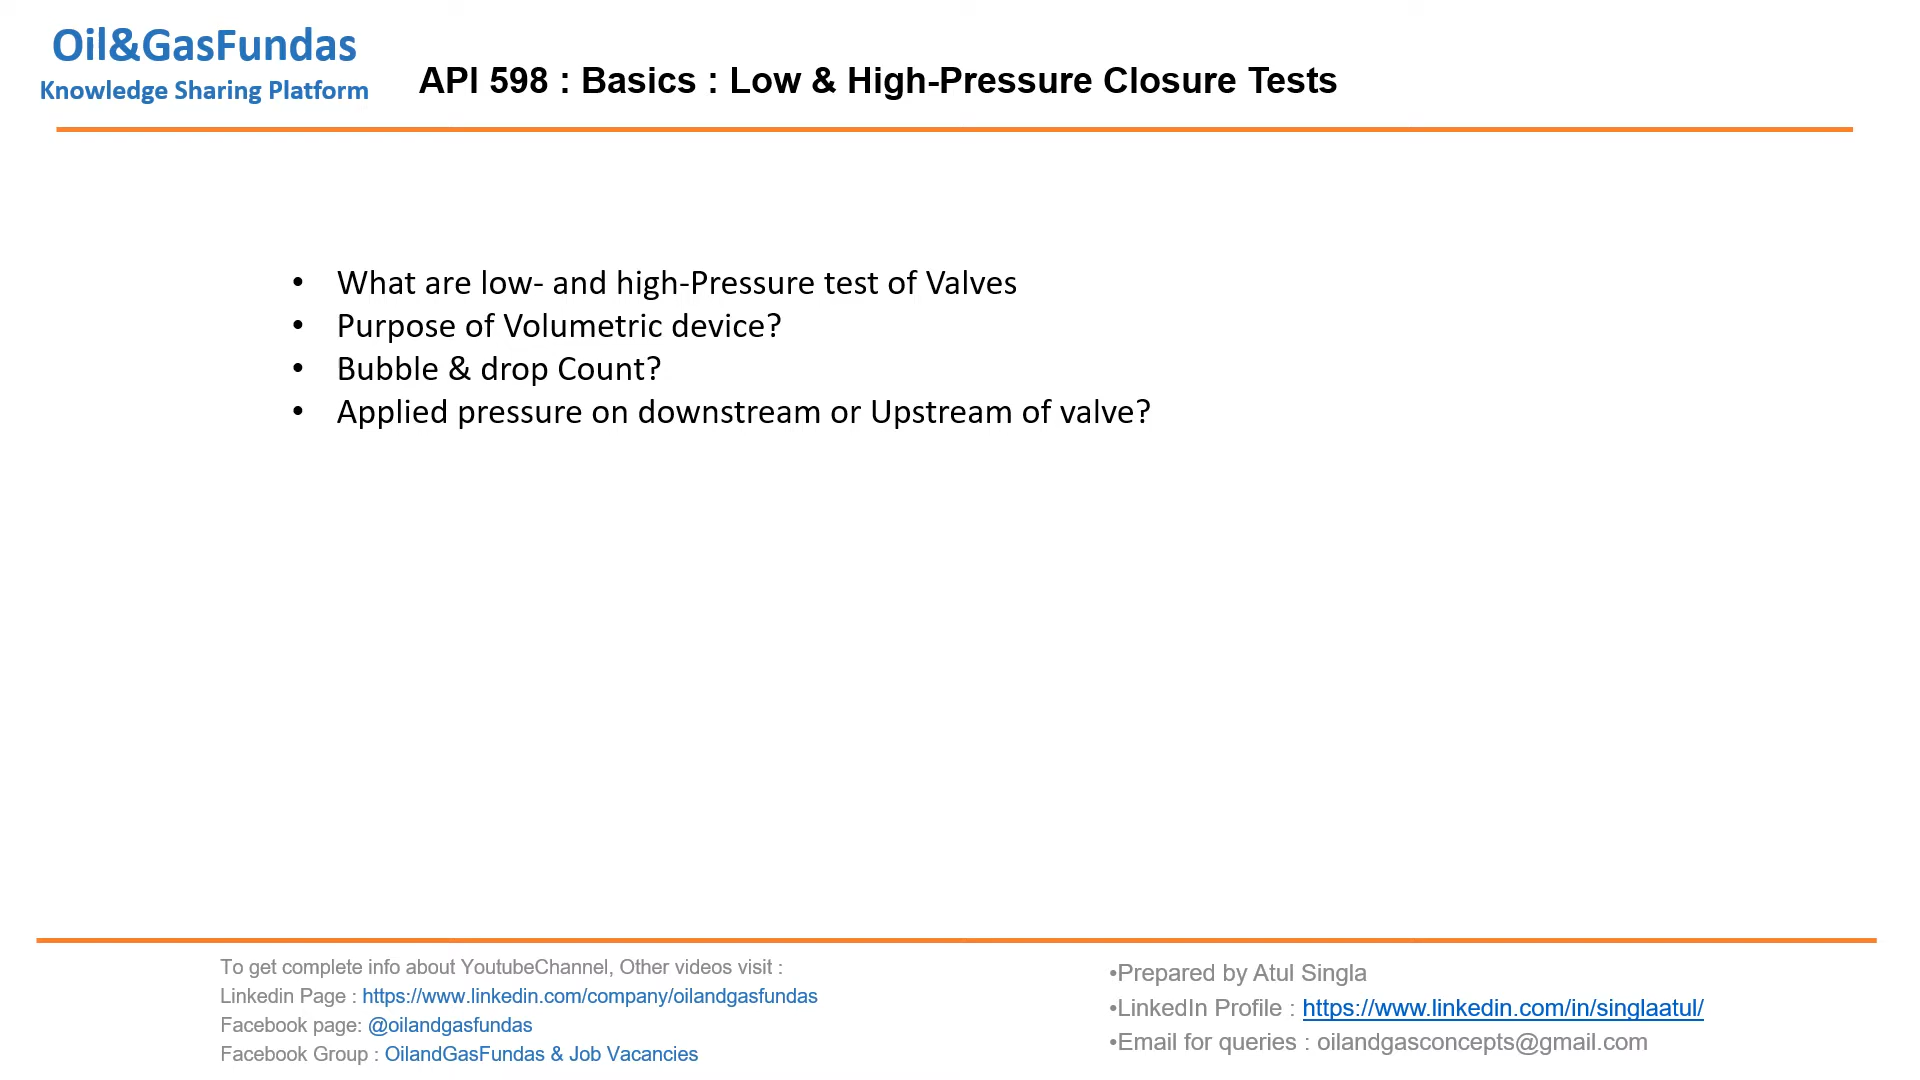 Oil&GasFundas
Knowledge Sharing Platform
API 598 : Basics : Low & High-Pressure Closure Tests
• What are low- and high-Pressure test of Valves
• Purpose of Volumetric device?
• Bubble & drop Count?
• Applied pressure on downstream or Upstream of valve?
To get complete info about YoutubeChannel, Other videos visit :
Linkedin Page : https://www.linkedin.com/company/oilandgasfundas
Facebook page: @oilandgasfundas
Facebook Group : OilandGasFundas & Job Vacancies
•Prepared by Atul Singla
•LinkedIn Profile : https://www.linkedin.com/in/singlaatul/
•Email for queries : oilandgasconcepts@gmail.com